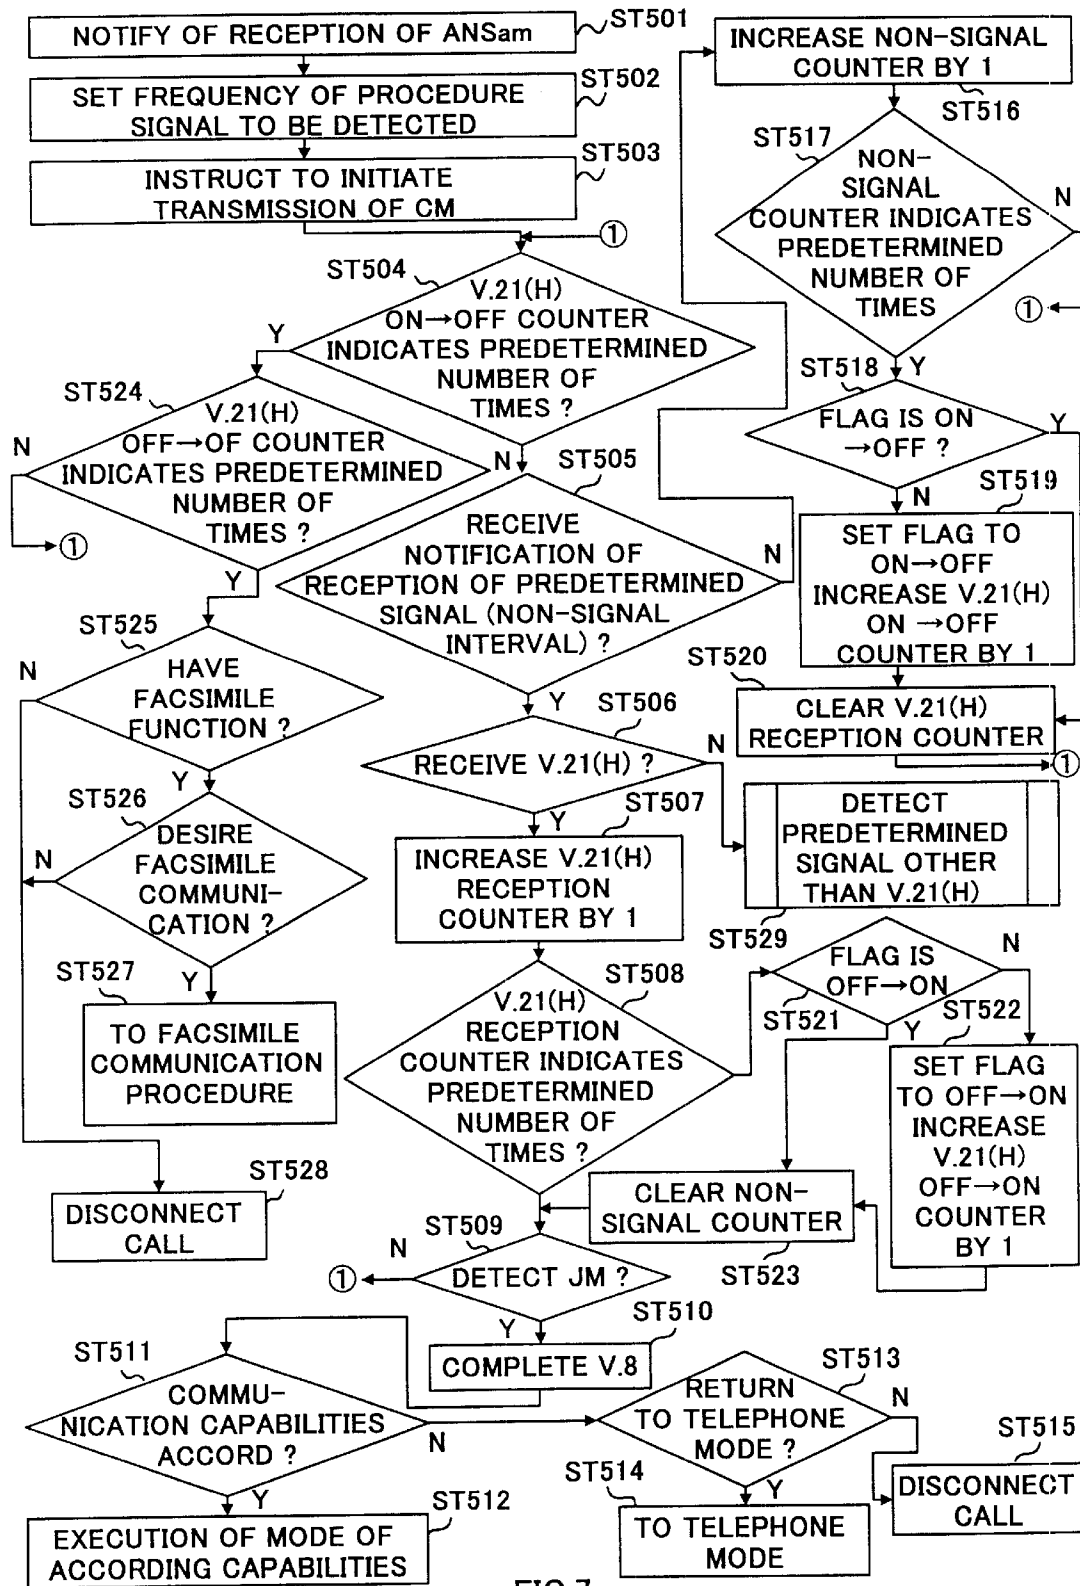 NOTIFY OF RECEPTION OF ANSam
ST501
SET FREQUENCY OF PROCEDURE
SIGNAL TO BE DETECTED
ST502
INSTRUCT TO INITIATE
TRANSMISSION OF CM
ST503
①
ST504
V.21(H)
ON→OFF COUNTER
INDICATES PREDETERMINED
NUMBER OF
TIMES ?
Y
N
ST524
V.21(H)
OFF→OF COUNTER
INDICATES PREDETERMINED
NUMBER OF
TIMES ?
N
①
Y
ST505
RECEIVE
NOTIFICATION OF
RECEPTION OF PREDETERMINED
SIGNAL (NON-SIGNAL
INTERVAL) ?
N
Y
ST525
HAVE
FACSIMILE
FUNCTION ?
N
Y
ST526
DESIRE
FACSIMILE
COMMUNI-
CATION ?
N
Y
ST527
TO FACSIMILE
COMMUNICATION
PROCEDURE
ST528
DISCONNECT
CALL
ST506
RECEIVE V.21(H) ?
N
Y
ST507
INCREASE V.21(H)
RECEPTION
COUNTER BY 1
ST508
V.21(H)
RECEPTION
COUNTER INDICATES
PREDETERMINED
NUMBER OF
TIMES ?
ST509
DETECT JM ?
N
①
Y
ST510
COMPLETE V.8
ST511
COMMU-
NICATION CAPABILITIES
ACCORD ?
N
Y
ST512
EXECUTION OF MODE OF
ACCORDING CAPABILITIES
ST513
RETURN
TO TELEPHONE
MODE ?
N
Y
ST514
TO TELEPHONE
MODE
ST515
DISCONNECT
CALL
INCREASE NON-SIGNAL
COUNTER BY 1
ST516
ST517
NON-
SIGNAL
COUNTER INDICATES
PREDETERMINED
NUMBER OF
TIMES
N
①
Y
ST518
FLAG IS ON
→OFF ?
Y
N
ST519
SET FLAG TO
ON→OFF
INCREASE V.21(H)
ON →OFF
COUNTER BY 1
ST520
CLEAR V.21(H)
RECEPTION COUNTER
①
DETECT
PREDETERMINED
SIGNAL OTHER
THAN V.21(H)
ST529
FLAG IS
OFF→ON
N
ST521
Y
ST522
SET FLAG
TO OFF→ON
INCREASE
V.21(H)
OFF→ON
COUNTER
BY 1
CLEAR NON-
SIGNAL COUNTER
ST523
FIG.7